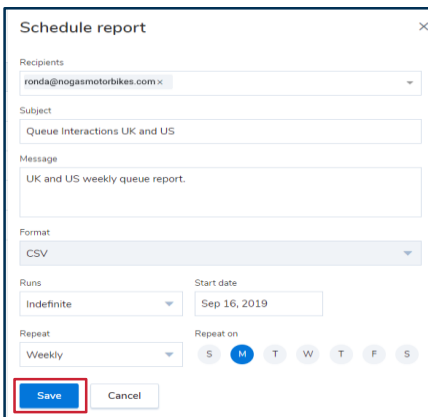 Schedule report ×
Recipients
ronda@nogasmotorbikes.com ×
Subject
Queue Interactions UK and US
Message
UK and US weekly queue report.
Format
CSV
Runs Start date
Indefinite Sep 16, 2019
Repeat Repeat on
Weekly S M T W T F S
Save Cancel